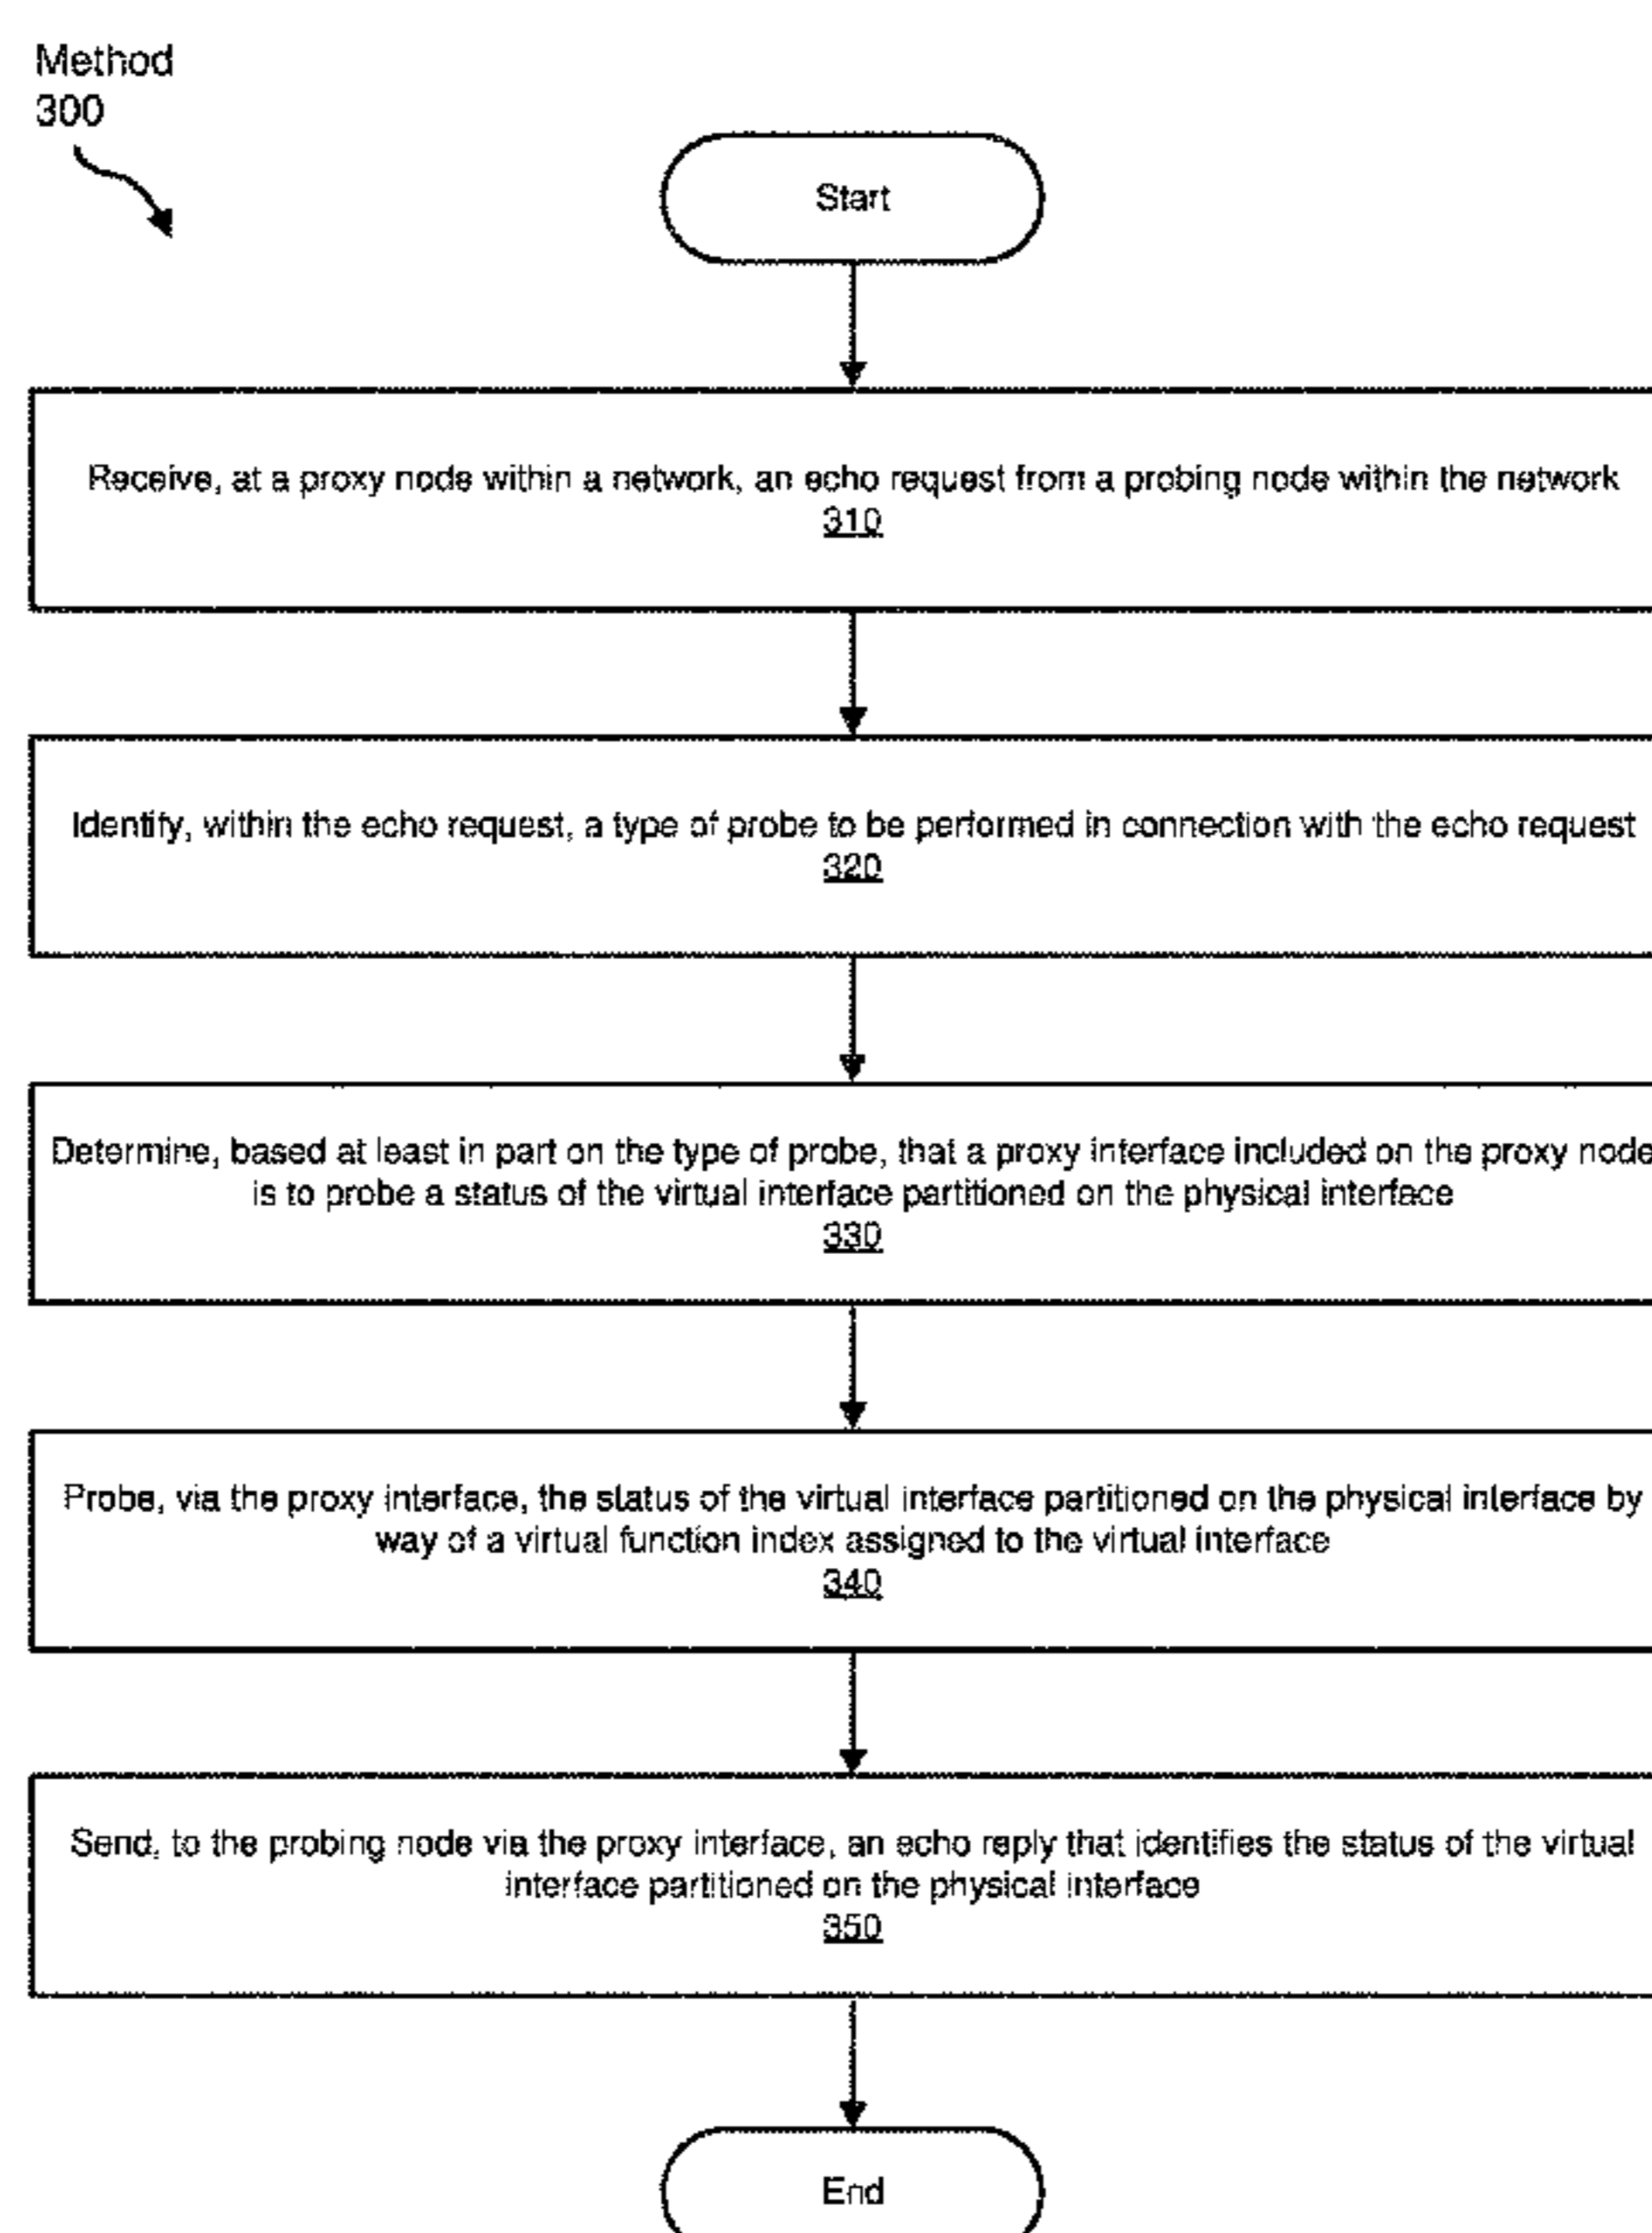 Method
300
Start
Receive, at a proxy node within a network, an echo request from a probing node within the network
310
Identify, within the echo request, a type of probe to be performed in connection with the echo request
320
Determine, based at least in part on the type of probe, that a proxy interface included on the proxy node
is to probe a status of the virtual interface partitioned on the physical interface
330
Probe, via the proxy interface, the status of the virtual interface partitioned on the physical interface by
way of a virtual function index assigned to the virtual interface
340
Send, to the probing node via the proxy interface, an echo reply that identifies the status of the virtual
interface partitioned on the physical interface
350
End